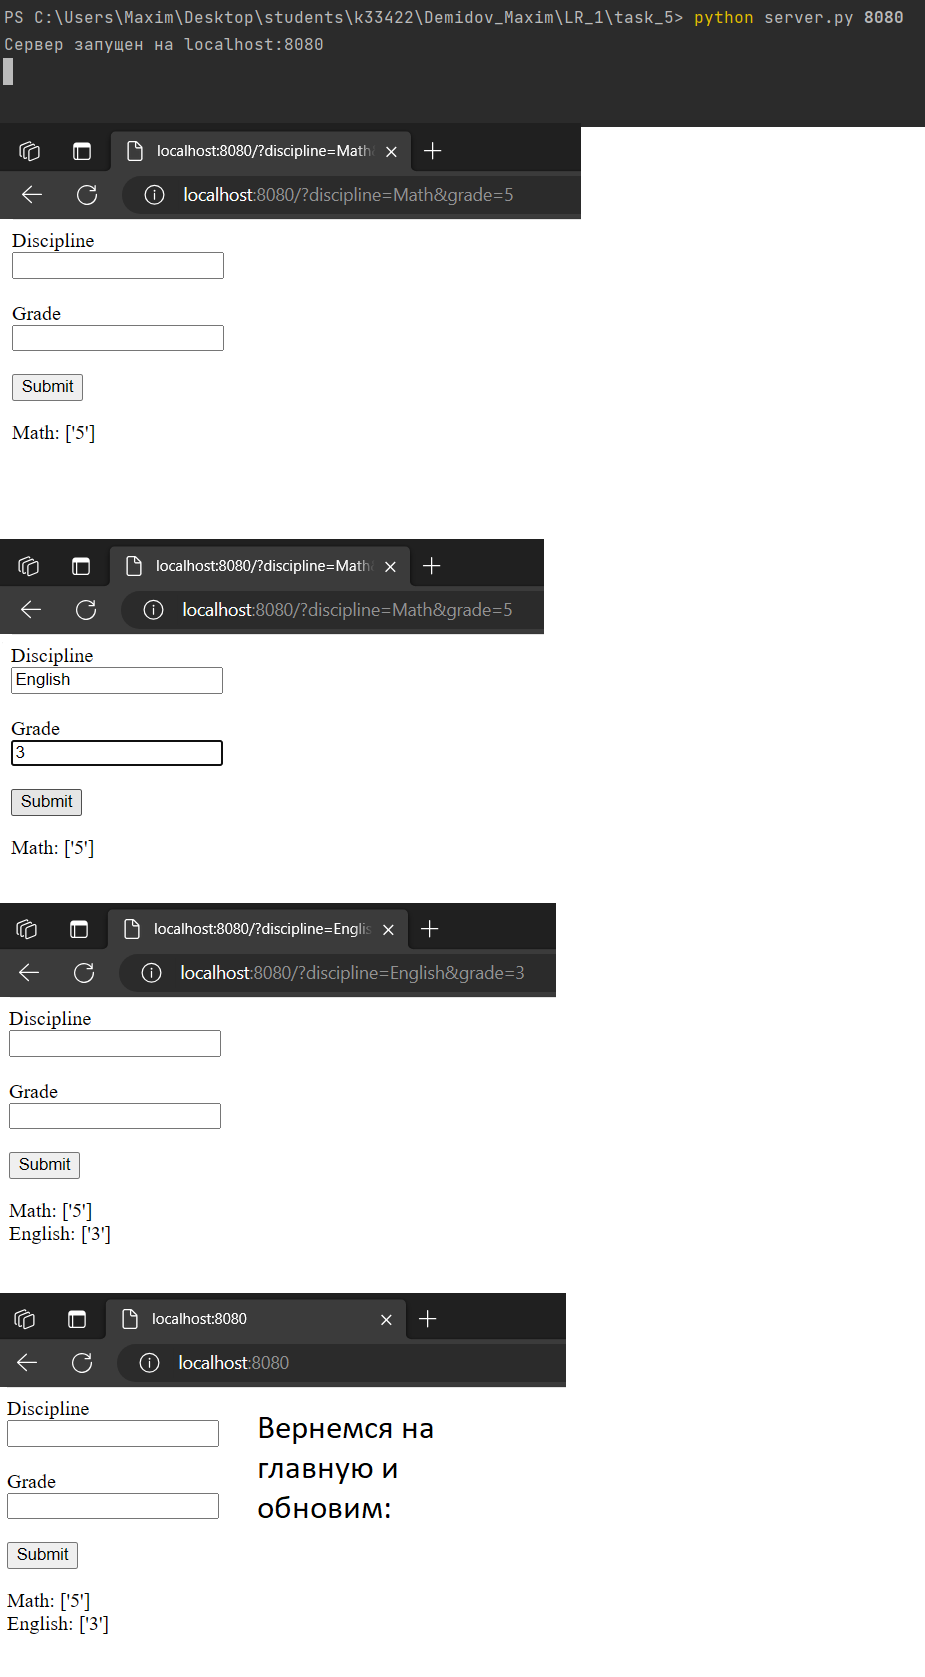 PS C:\Users\Maxim\Desktop\students\k33422\Demidov_Maxim\LR_1\task_5> python server.py 8080
Сервер запущен на localhost:8080
localhost:8080/?discipline=Math
localhost:8080/?discipline=Math&grade=5
Discipline
Grade
Submit
Math: ['5']
localhost:8080/?discipline=Math
localhost:8080/?discipline=Math&grade=5
Discipline
English
Grade
3
Submit
Math: ['5']
localhost:8080/?discipline=Englis
localhost:8080/?discipline=English&grade=3
Discipline
Grade
Submit
Math: ['5']
English: ['3']
localhost:8080
localhost:8080
Discipline
Grade
Submit
Math: ['5']
English: ['3']
Вернемся на
главную и
обновим: